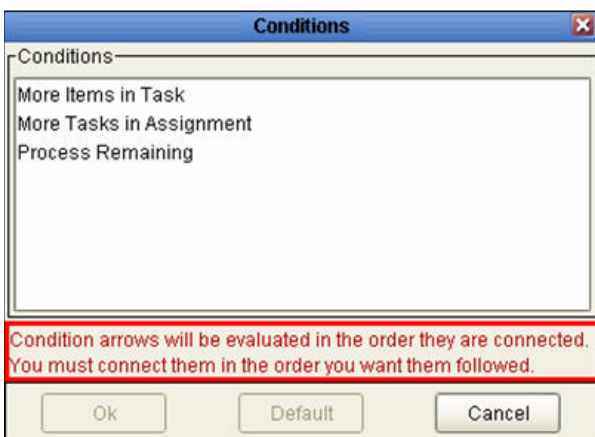 Conditions
Conditions
More Items in Task
More Tasks in Assignment
Process Remaining
Condition arrows will be evaluated in the order they are connected.
You must connect them in the order you want them followed.
Ok Default Cancel